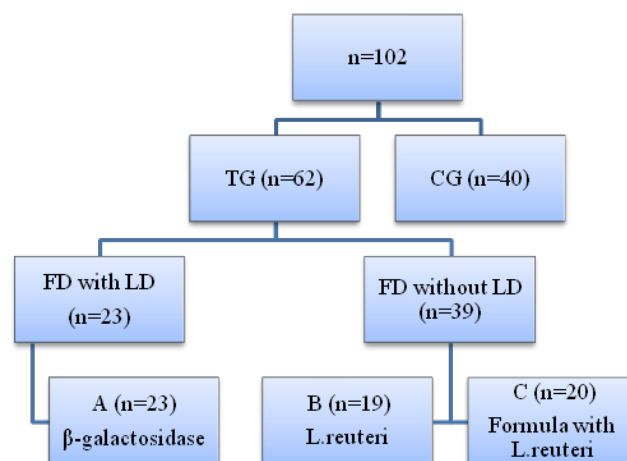 n=102
TG (n=62)
CG (n=40)
FD with LD
(n=23)
FD without LD
(n=39)
A (n=23)
β-galactosidase
B (n=19)
L.reuteri
C (n=20)
Formula with
L.reuteri